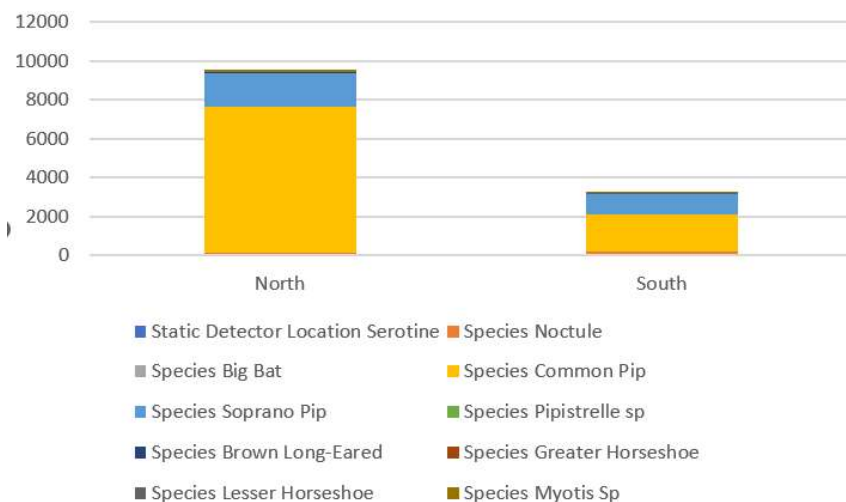 12000
10000
8000
6000
4000
2000
0
North South
Static Detector Location Serotine Species Noctule
Species Big Bat Species Common Pip
Species Soprano Pip Species Pipistrelle sp
Species Brown Long-Eared Species Greater Horseshoe
Species Lesser Horseshoe Species Myotis Sp